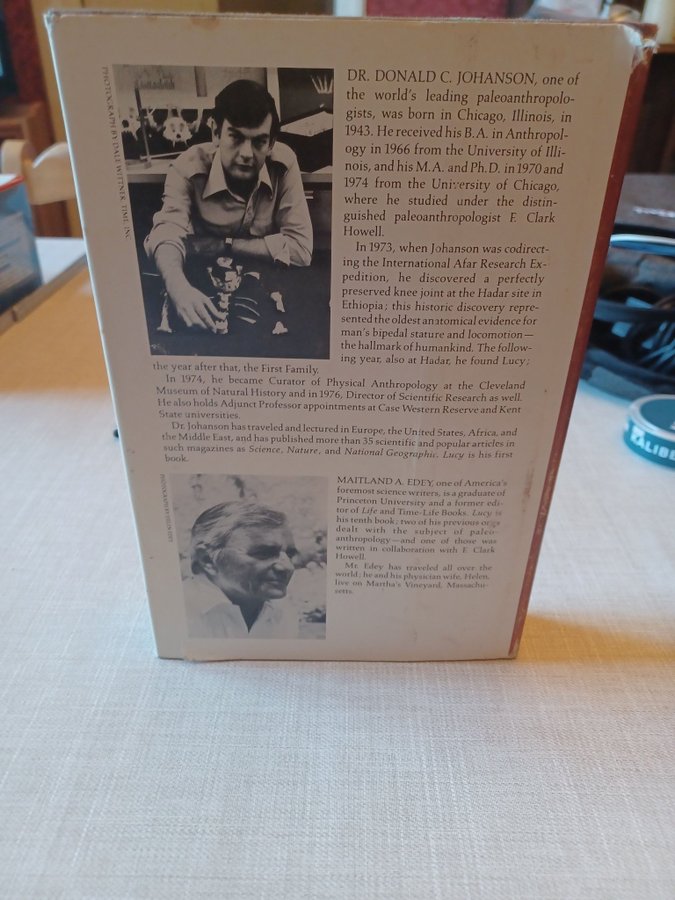 PHOTOGRAPH BY DALE WITTNER, TIME, INC.
DR. DONALD C. JOHANSON, one of
the world's leading paleoanthropolo-
gists, was born in Chicago, Illinois, in
1943. He received his B.A. in Anthropol-
ogy in 1966 from the University of Illi-
nois, and his M.A. and Ph.D. in 1970 and
1974 from the University of Chicago,
where he studied under the distin-
guished paleoanthropologist F. Clark
Howell.
In 1973, when Johanson was codirect-
ing the International Afar Research Ex-
pedition, he discovered a perfectly
preserved knee joint at the Hadar site in
Ethiopia; this historic discovery repre-
sented the oldest anatomical evidence for
man's bipedal stature and locomotion—
the hallmark of humankind. The follow-
ing year, also at Hadar, he found Lucy;
the year after that, the First Family.
In 1974, he became Curator of Physical Anthropology at the Cleveland
Museum of Natural History and in 1976, Director of Scientific Research as well.
He also holds Adjunct Professor appointments at Case Western Reserve and Kent
State universities.
Dr. Johanson has traveled and lectured in Europe, the United States, Africa, and
the Middle East, and has published more than 35 scientific and popular articles in
such magazines as Science, Nature, and National Geographic. Lucy is his first
book.
PHOTOGRAPH BY HELEN EDEY
MAITLAND A. EDEY, one of America's
foremost science writers, is a graduate of
Princeton University and a former edi-
tor of Life and Time-Life Books. Lucy is
his tenth book; two of his previous ones
dealt with the subject of paleo-
anthropology—and one of those was
written in collaboration with F. Clark
Howell.
Mr. Edey has traveled all over the
world; he and his physician wife, Helen,
live on Martha's Vineyard, Massachu-
setts.